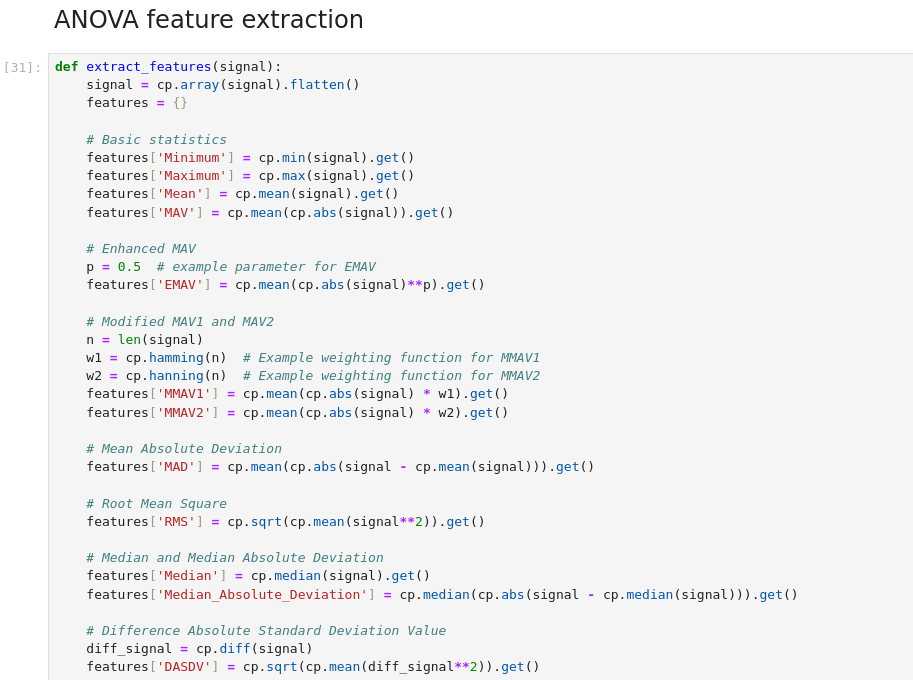 ANOVA feature extraction
[31]:
def extract_features(signal):
    signal = cp.array(signal).flatten()
    features = {}

    # Basic statistics
    features['Minimum'] = cp.min(signal).get()
    features['Maximum'] = cp.max(signal).get()
    features['Mean'] = cp.mean(signal).get()
    features['MAV'] = cp.mean(cp.abs(signal)).get()

    # Enhanced MAV
    p = 0.5  # example parameter for EMAV
    features['EMAV'] = cp.mean(cp.abs(signal)**p).get()

    # Modified MAV1 and MAV2
    n = len(signal)
    w1 = cp.hamming(n)  # Example weighting function for MMAV1
    w2 = cp.hanning(n)  # Example weighting function for MMAV2
    features['MMAV1'] = cp.mean(cp.abs(signal) * w1).get()
    features['MMAV2'] = cp.mean(cp.abs(signal) * w2).get()

    # Mean Absolute Deviation
    features['MAD'] = cp.mean(cp.abs(signal - cp.mean(signal))).get()

    # Root Mean Square
    features['RMS'] = cp.sqrt(cp.mean(signal**2)).get()

    # Median and Median Absolute Deviation
    features['Median'] = cp.median(signal).get()
    features['Median_Absolute_Deviation'] = cp.median(cp.abs(signal - cp.median(signal))).get()

    # Difference Absolute Standard Deviation Value
    diff_signal = cp.diff(signal)
    features['DASDV'] = cp.sqrt(cp.mean(diff_signal**2)).get()